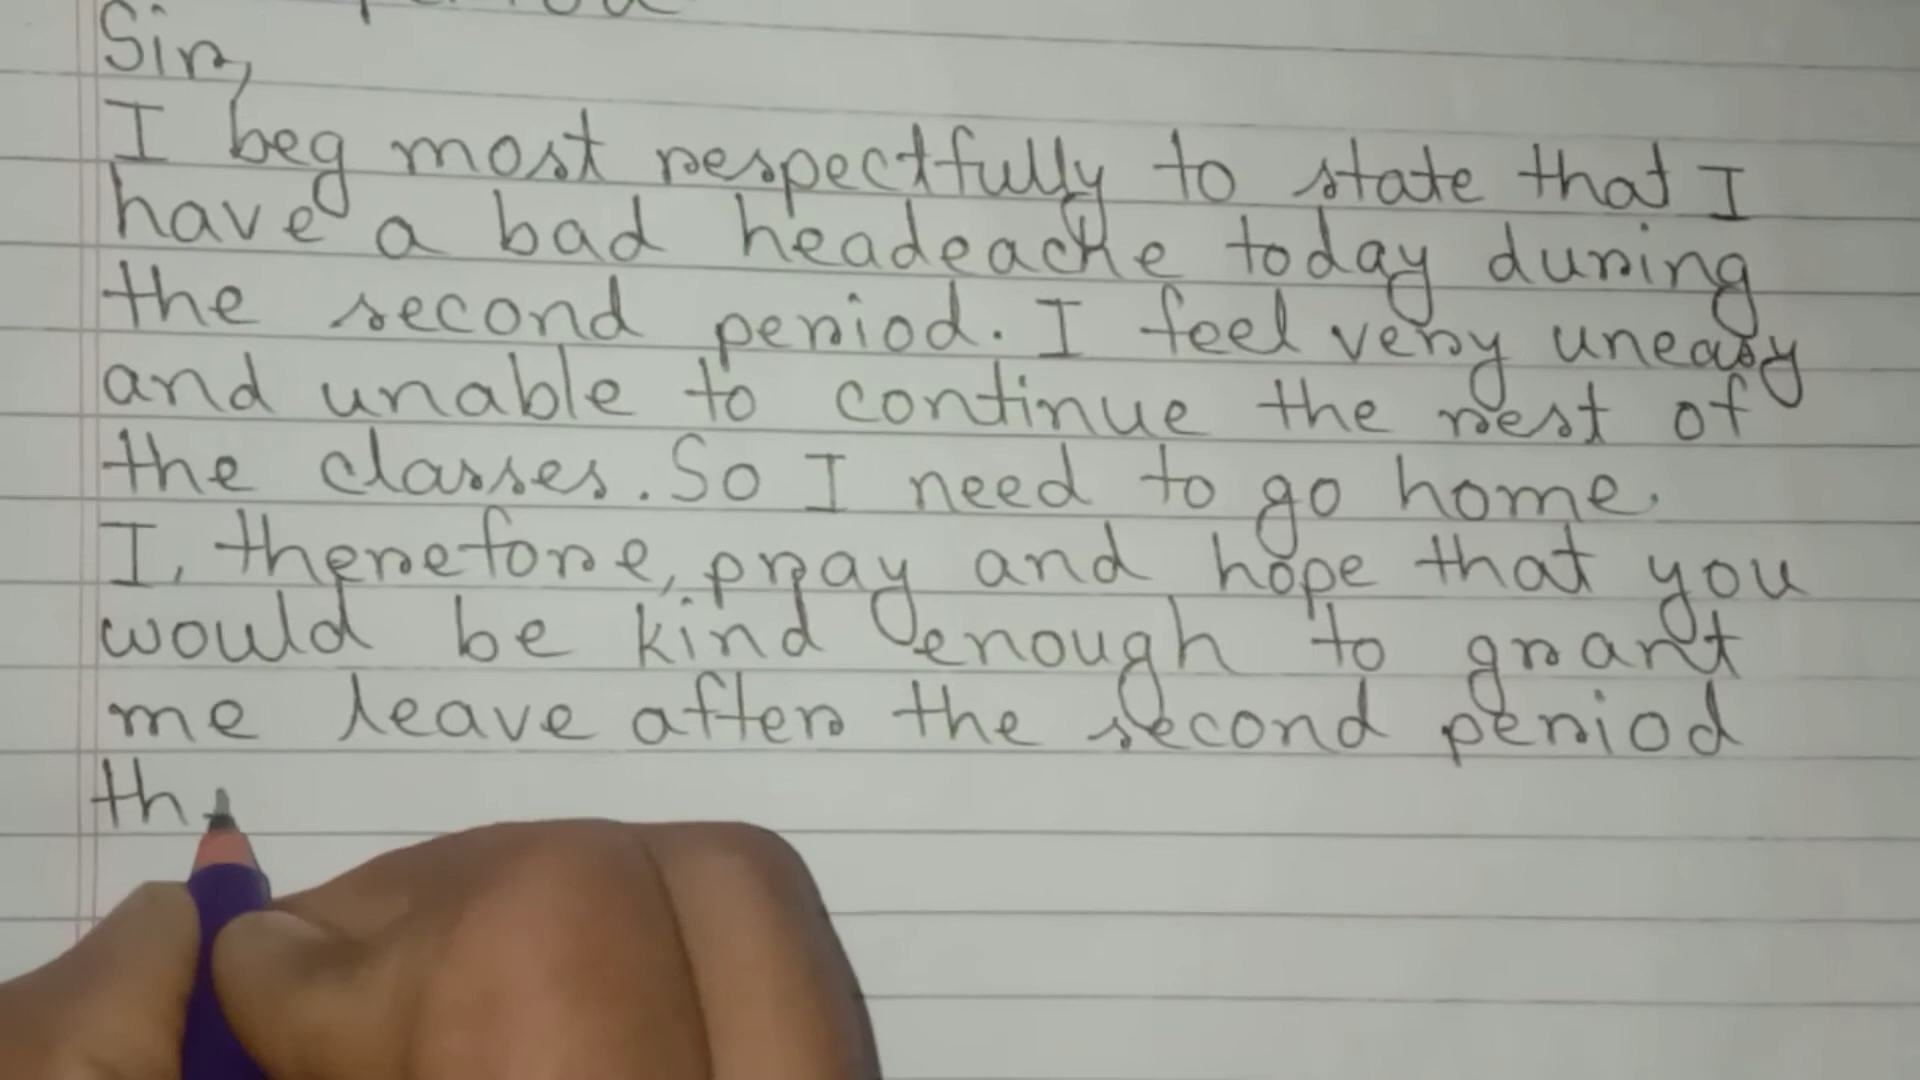 Sir,
I beg most respectfully to state that I
have a bad headeache today during
the second period. I feel very uneasy
and unable to continue the rest of
the classes. So I need to go home.
I, therefore, pray and hope that you
would be kind enough to grant
me leave after the second period
th